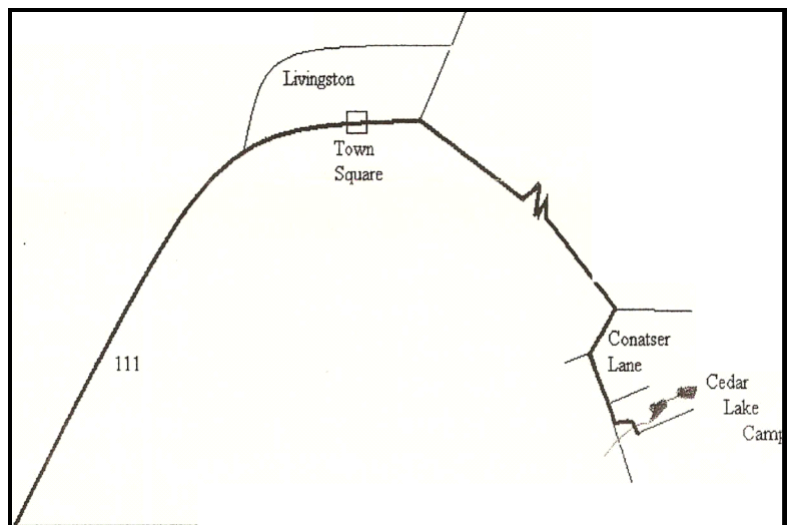 Livingston
Town
Square
111
Conatser
Lane
Cedar
Lake
Camp